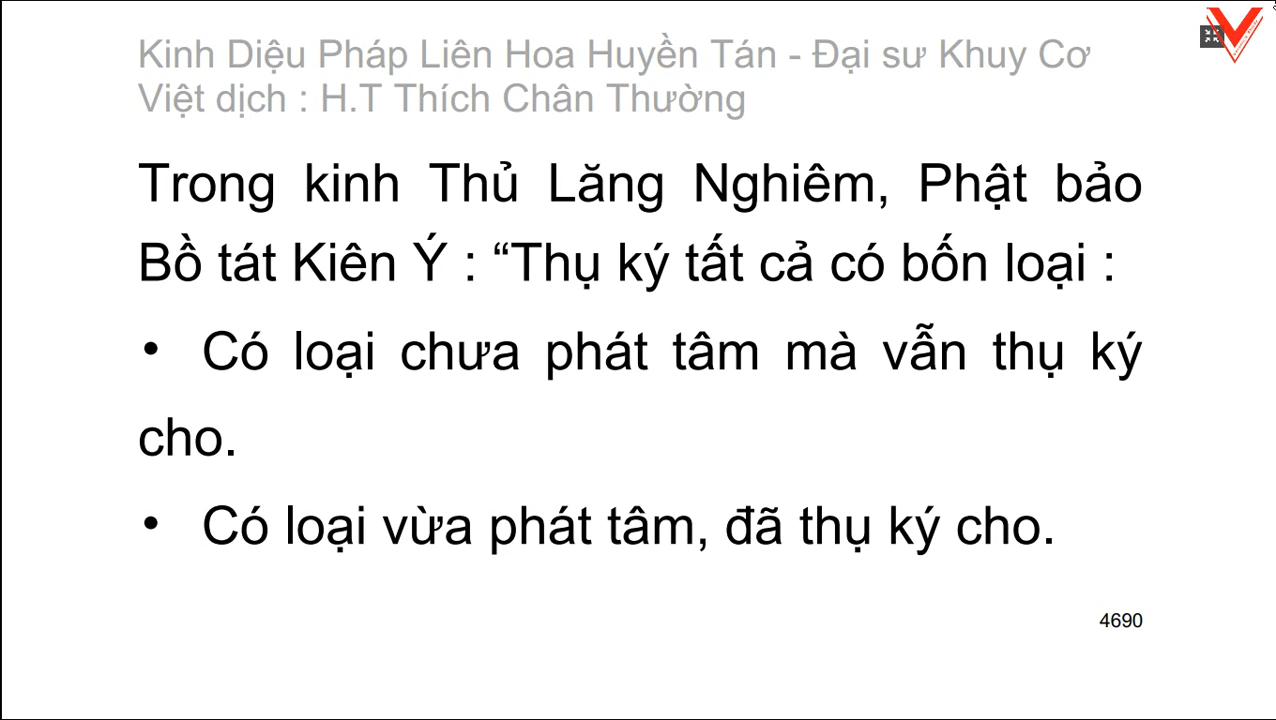 Kinh Diệu Pháp Liên Hoa Huyền Tán - Đại sư Khuy Cơ
Việt dịch : H.T Thích Chân Thường
Trong kinh Thủ Lăng Nghiêm, Phật bảo
Bồ tát Kiên Ý : “Thụ ký tất cả có bốn loại :
• Có loại chưa phát tâm mà vẫn thụ ký
cho.
• Có loại vừa phát tâm, đã thụ ký cho.
4690